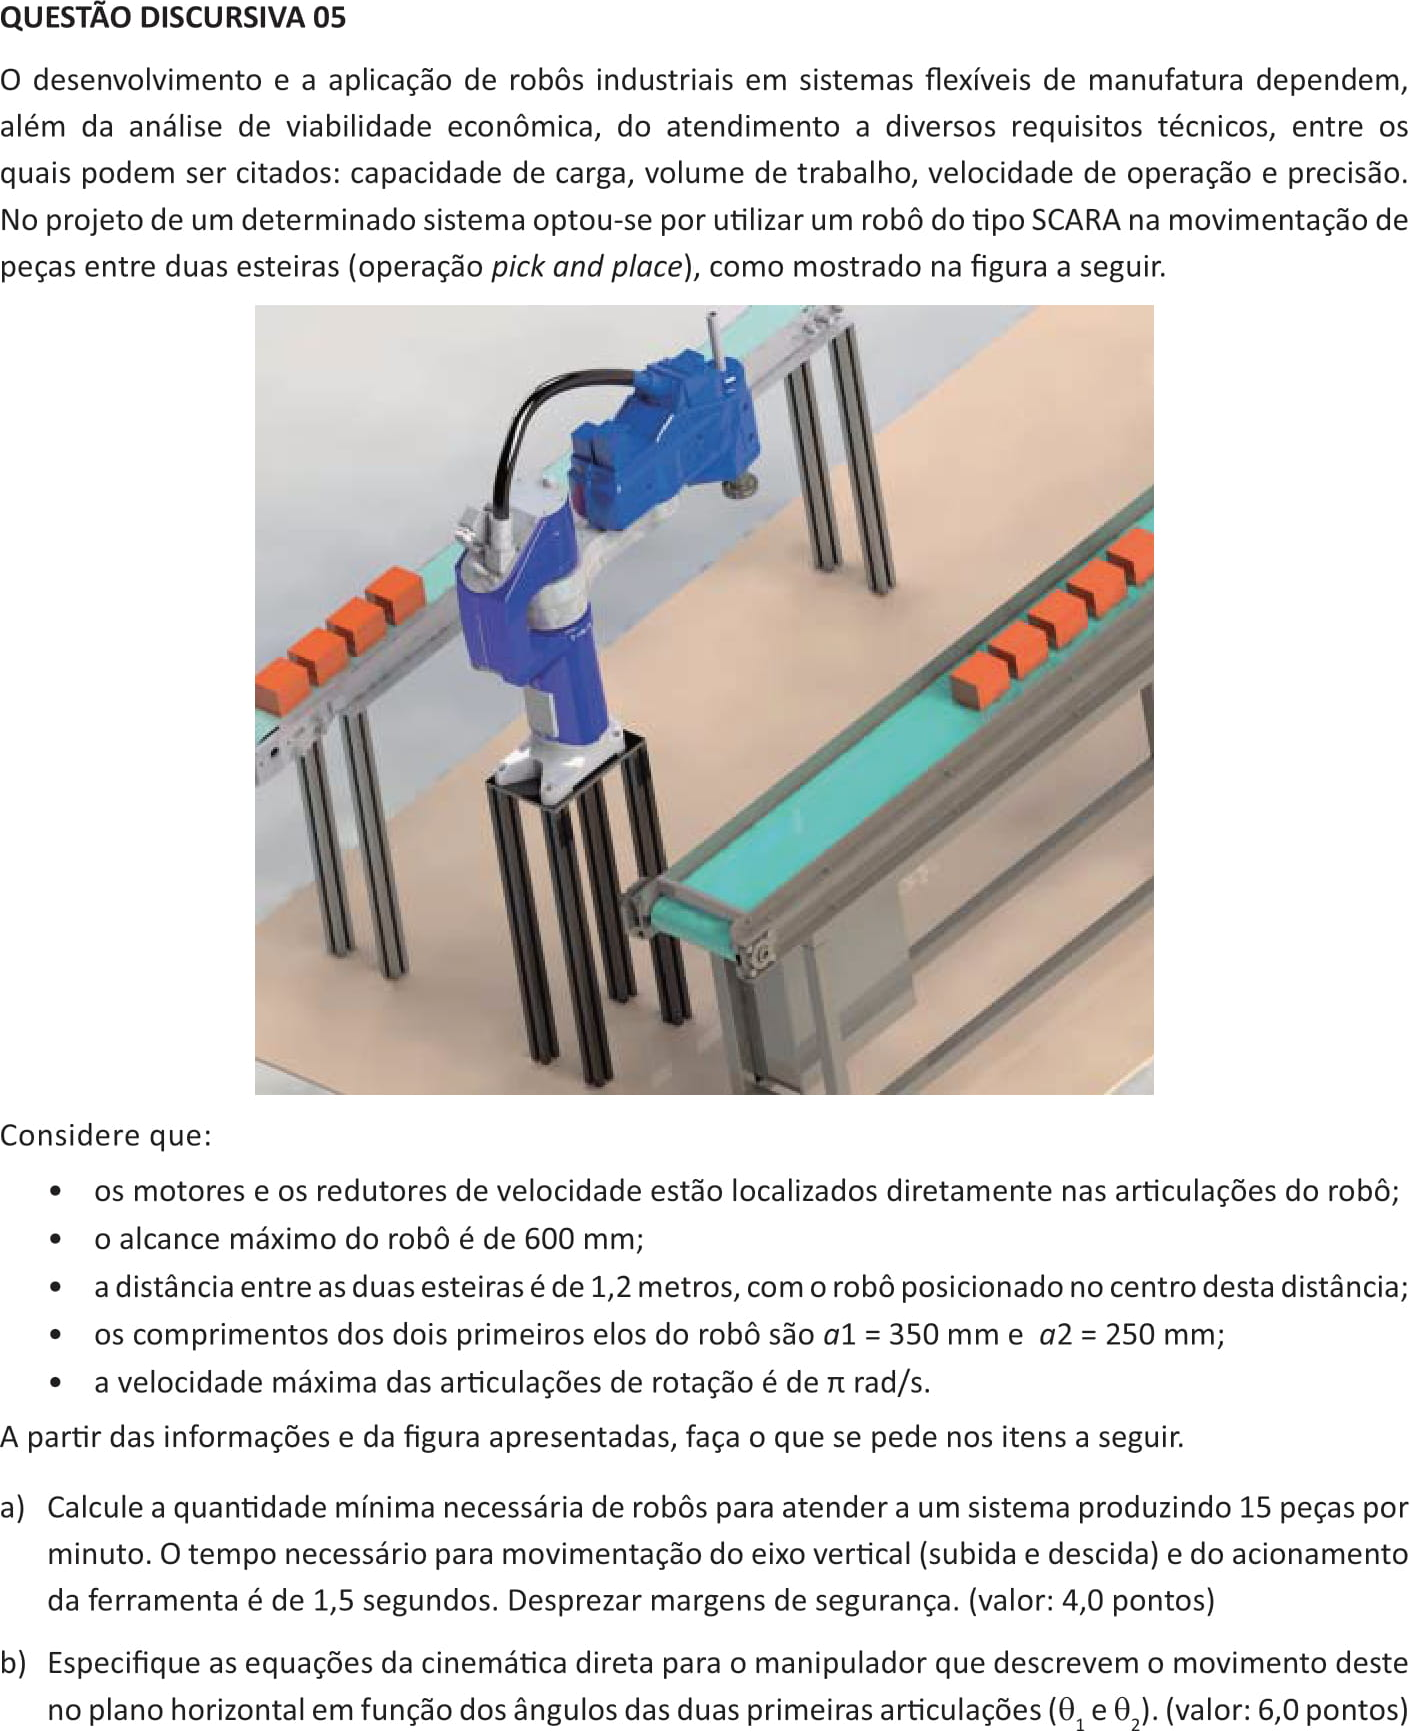 QUESTÃO DISCURSIVA 05
O desenvolvimento e a aplicação de robôs industriais em sistemas flexíveis de manufatura dependem,
além da análise de viabilidade econômica, do atendimento a diversos requisitos técnicos, entre os
quais podem ser citados: capacidade de carga, volume de trabalho, velocidade de operação e precisão.
No projeto de um determinado sistema optou-se por utilizar um robô do tipo SCARA na movimentação de
peças entre duas esteiras (operação pick and place), como mostrado na figura a seguir.
Considere que:
• os motores e os redutores de velocidade estão localizados diretamente nas articulações do robô;
• o alcance máximo do robô é de 600 mm;
• a distância entre as duas esteiras é de 1,2 metros, com o robô posicionado no centro desta distância;
• os comprimentos dos dois primeiros elos do robô são a1 = 350 mm e a2 = 250 mm;
• a velocidade máxima das articulações de rotação é de π rad/s.
A partir das informações e da figura apresentadas, faça o que se pede nos itens a seguir.
a) Calcule a quantidade mínima necessária de robôs para atender a um sistema produzindo 15 peças por
minuto. O tempo necessário para movimentação do eixo vertical (subida e descida) e do acionamento
da ferramenta é de 1,5 segundos. Desprezar margens de segurança. (valor: 4,0 pontos)
b) Especifique as equações da cinemática direta para o manipulador que descrevem o movimento deste
no plano horizontal em função dos ângulos das duas primeiras articulações (θ1 e θ2). (valor: 6,0 pontos)